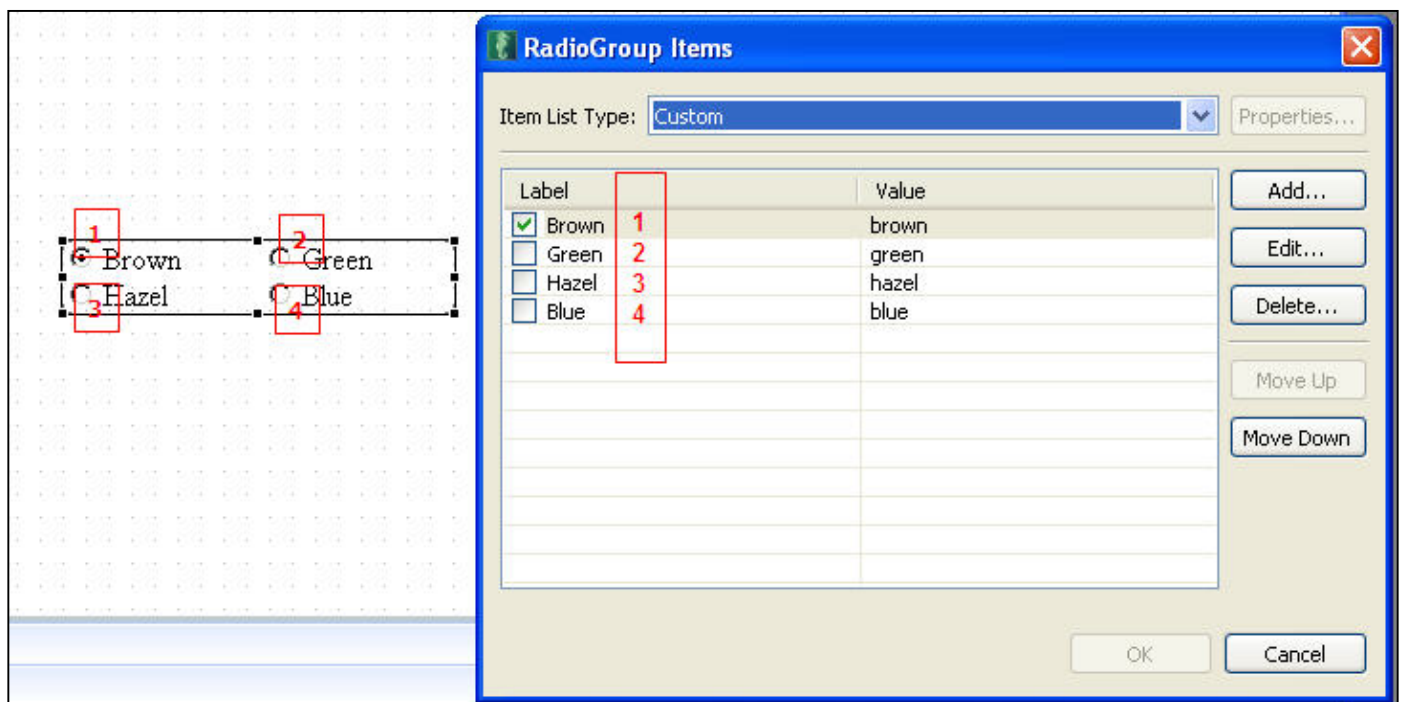 RadioGroup Items
Item List Type: Custom Properties...
Label Value
Brown 1 brown
Green 2 green
Hazel 3 hazel
Blue 4 blue
Add...
Edit...
Delete...
Move Up
Move Down
OK Cancel
1 2
Brown Green
Hazel Blue
3 4